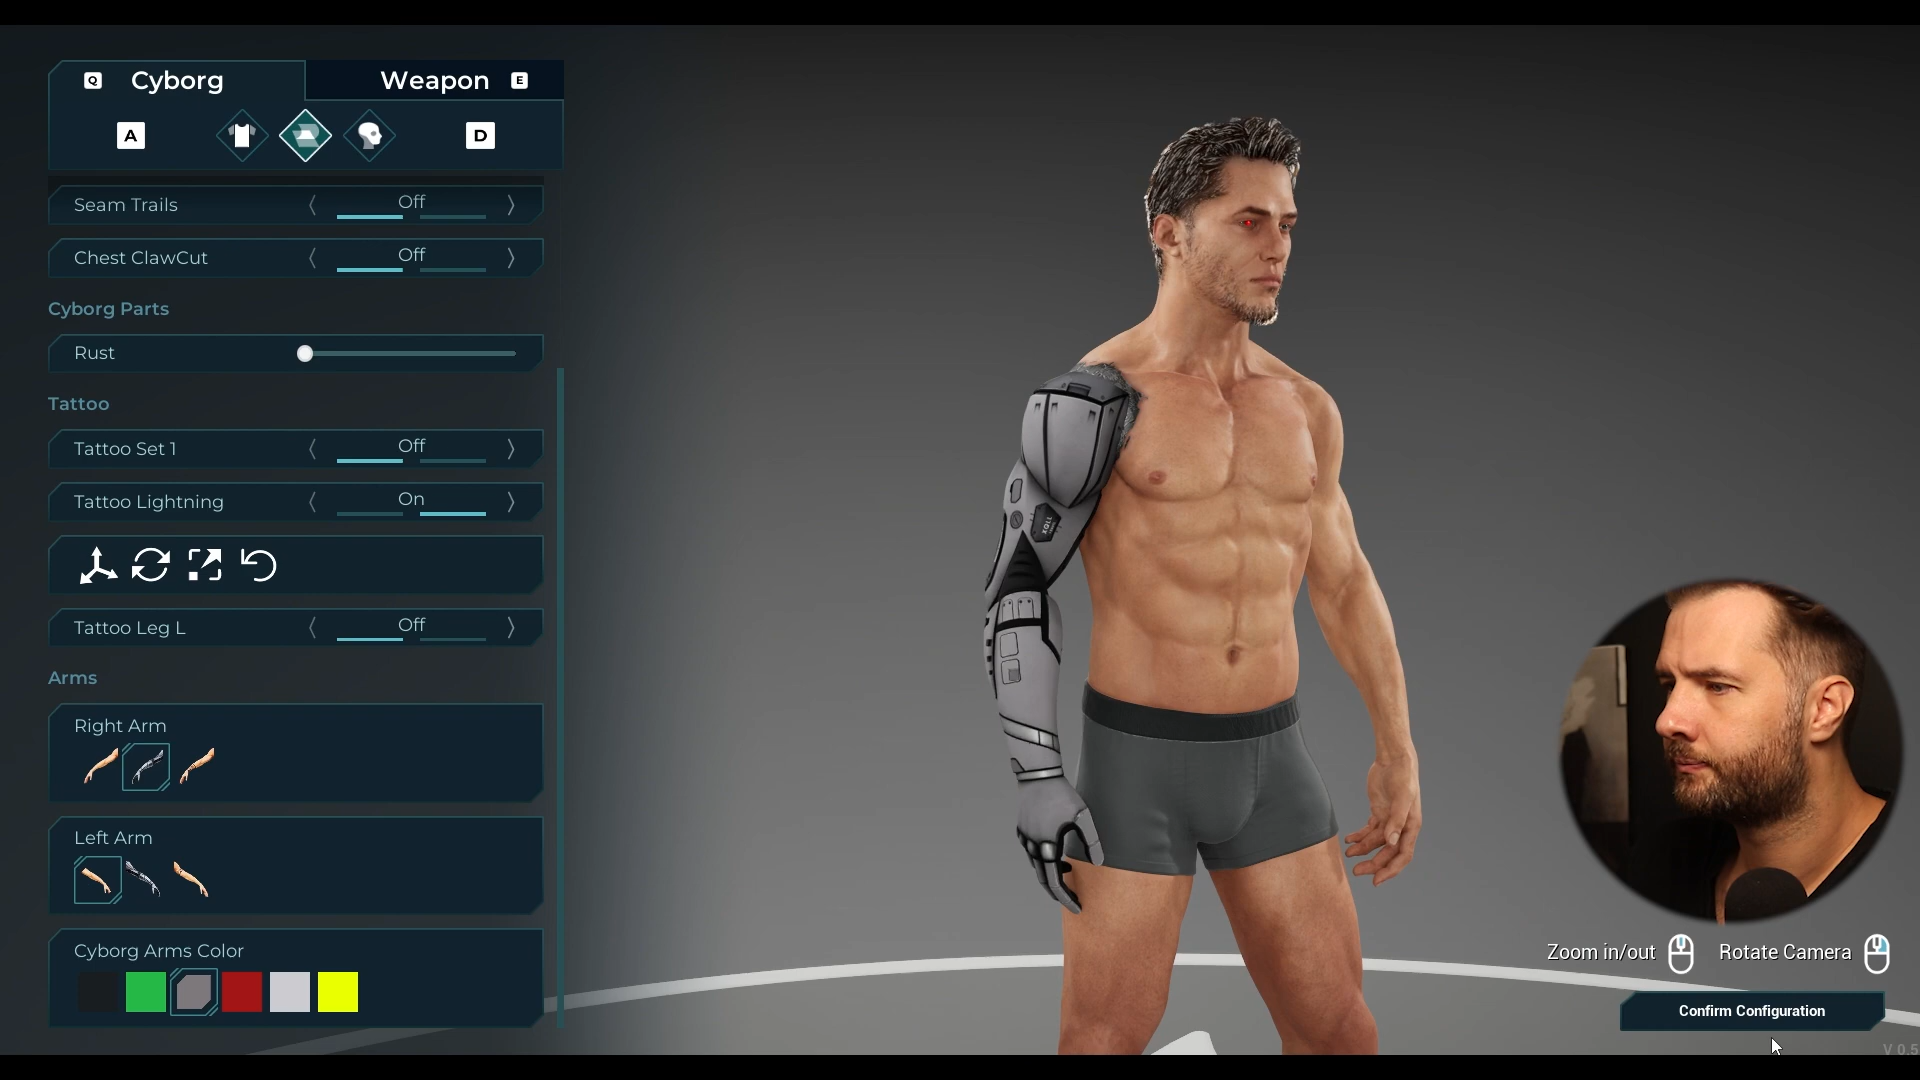 Q Cyborg Weapon E
A D
Seam Trails Off
Chest ClawCut Off
Cyborg Parts
Rust
Tattoo
Tattoo Set 1 Off
Tattoo Lightning On
Tattoo Leg L Off
Arms
Right Arm
Left Arm
Cyborg Arms Color
Zoom in/out Rotate Camera
Confirm Configuration
V 0.5